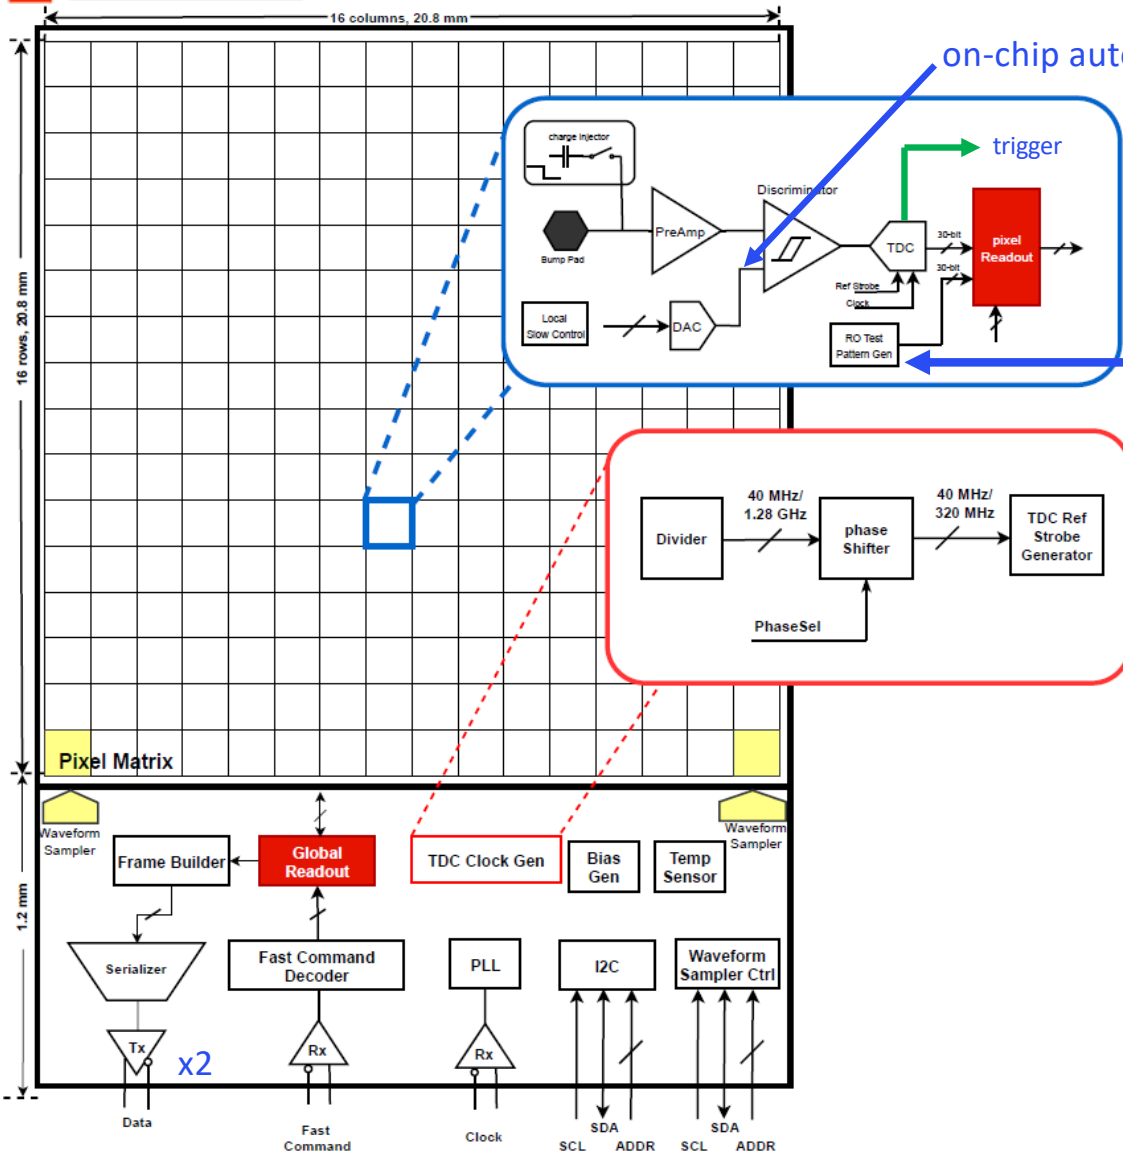 16 columns, 20.8 mm
on-chip aut
charge injector
trigger
Discriminator
PreAmp
Bump Pad
TDC
30-bit
pixel
Readout
30-bit
Ref Strobe
Clock
Local
Slow Control
DAC
RO Test
Pattern Gen
16 rows, 20.8 mm
40 MHz/
1.28 GHz
40 MHz/
320 MHz
Divider
phase
Shifter
TDC Ref
Strobe
Generator
PhaseSel
Pixel Matrix
Waveform
Sampler
Waveform
Sampler
Frame Builder
Global
Readout
TDC Clock Gen
Bias
Gen
Temp
Sensor
1.2 mm
Serializer
Fast Command
Decoder
PLL
I2C
Waveform
Sampler Ctrl
Tx
x2
Rx
Rx
Data
Fast
Command
Clock
SCL
SDA
ADDR
SCL
SDA
ADDR